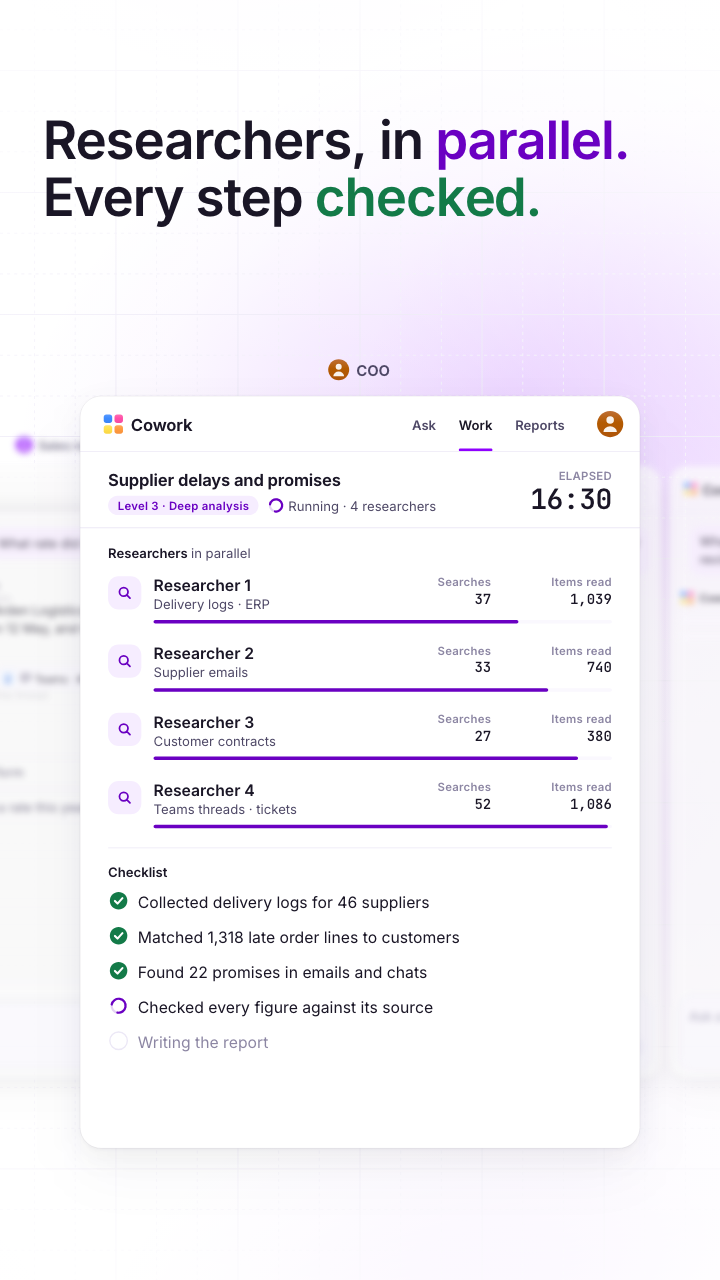 Researchers, in parallel.
Every step checked.
COO
Cowork
Ask Work Reports
Supplier delays and promises
Level 3 · Deep analysis
Running · 4 researchers
ELAPSED
16:30
Researchers in parallel
Researcher 1
Delivery logs · ERP
Searches
37
Items read
1,039
Researcher 2
Supplier emails
Searches
33
Items read
740
Researcher 3
Customer contracts
Searches
27
Items read
380
Researcher 4
Teams threads · tickets
Searches
52
Items read
1,086
Checklist
Collected delivery logs for 46 suppliers
Matched 1,318 late order lines to customers
Found 22 promises in emails and chats
Checked every figure against its source
Writing the report